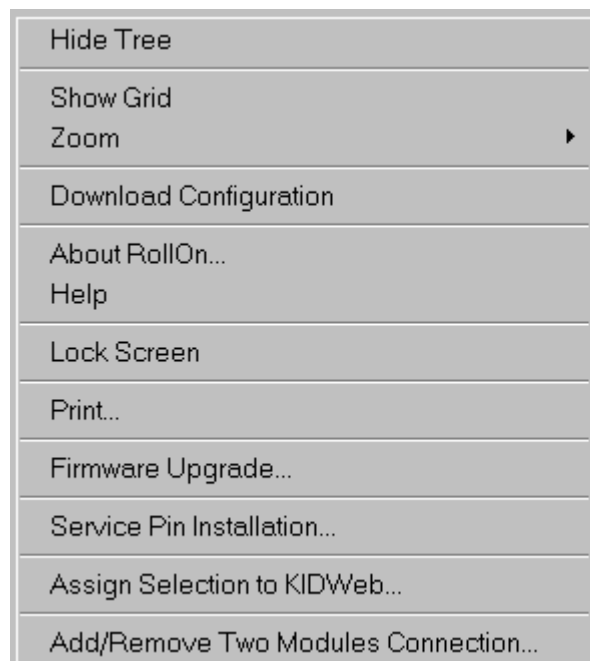 Hide Tree
Show Grid
Zoom
Download Configuration
About RollOn...
Help
Lock Screen
Print...
Firmware Upgrade...
Service Pin Installation...
Assign Selection to KIDWeb...
Add/Remove Two Modules Connection...